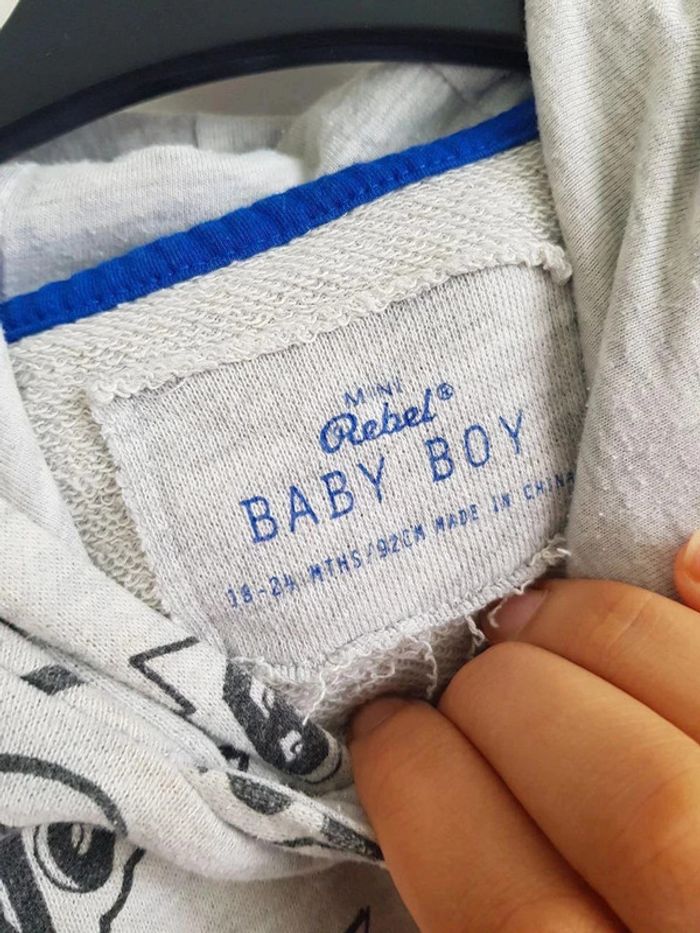 MINI
Rebel®
BABY BOY
18-24 MTHS/92CM MADE IN CHINA